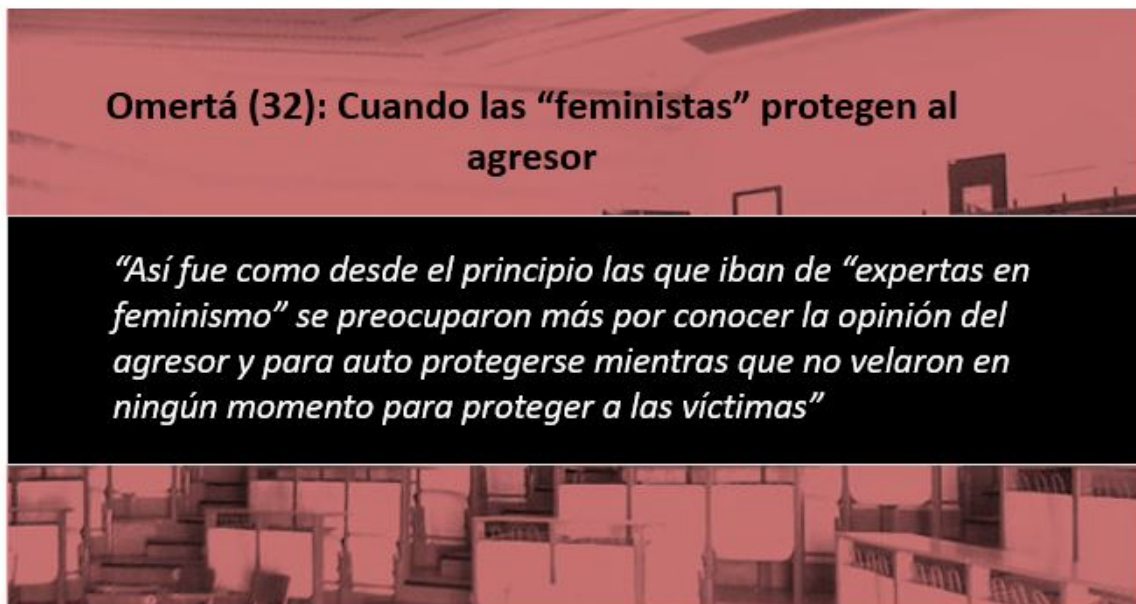 Omertá (32): Cuando las “feministas” protegen al
agresor
“Así fue como desde el principio las que iban de “expertas en
feminismo” se preocuparon más por conocer la opinión del
agresor y para auto protegerse mientras que no velaron en
ningún momento para proteger a las víctimas”